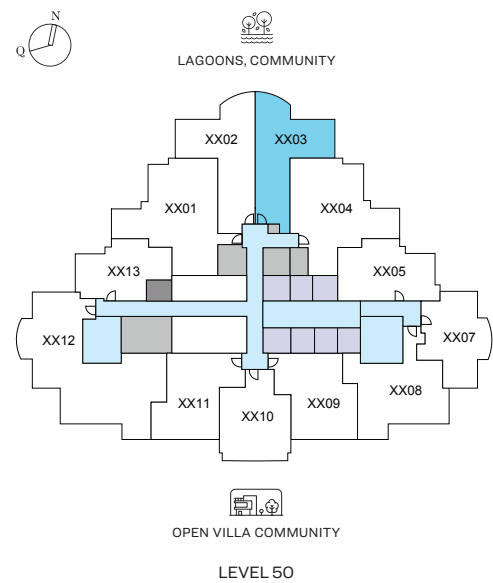 N
Q
LAGOONS, COMMUNITY
XX02
XX03
XX01
XX04
XX13
XX05
XX12
XX07
XX11
XX10
XX09
XX08
OPEN VILLA COMMUNITY
LEVEL 50